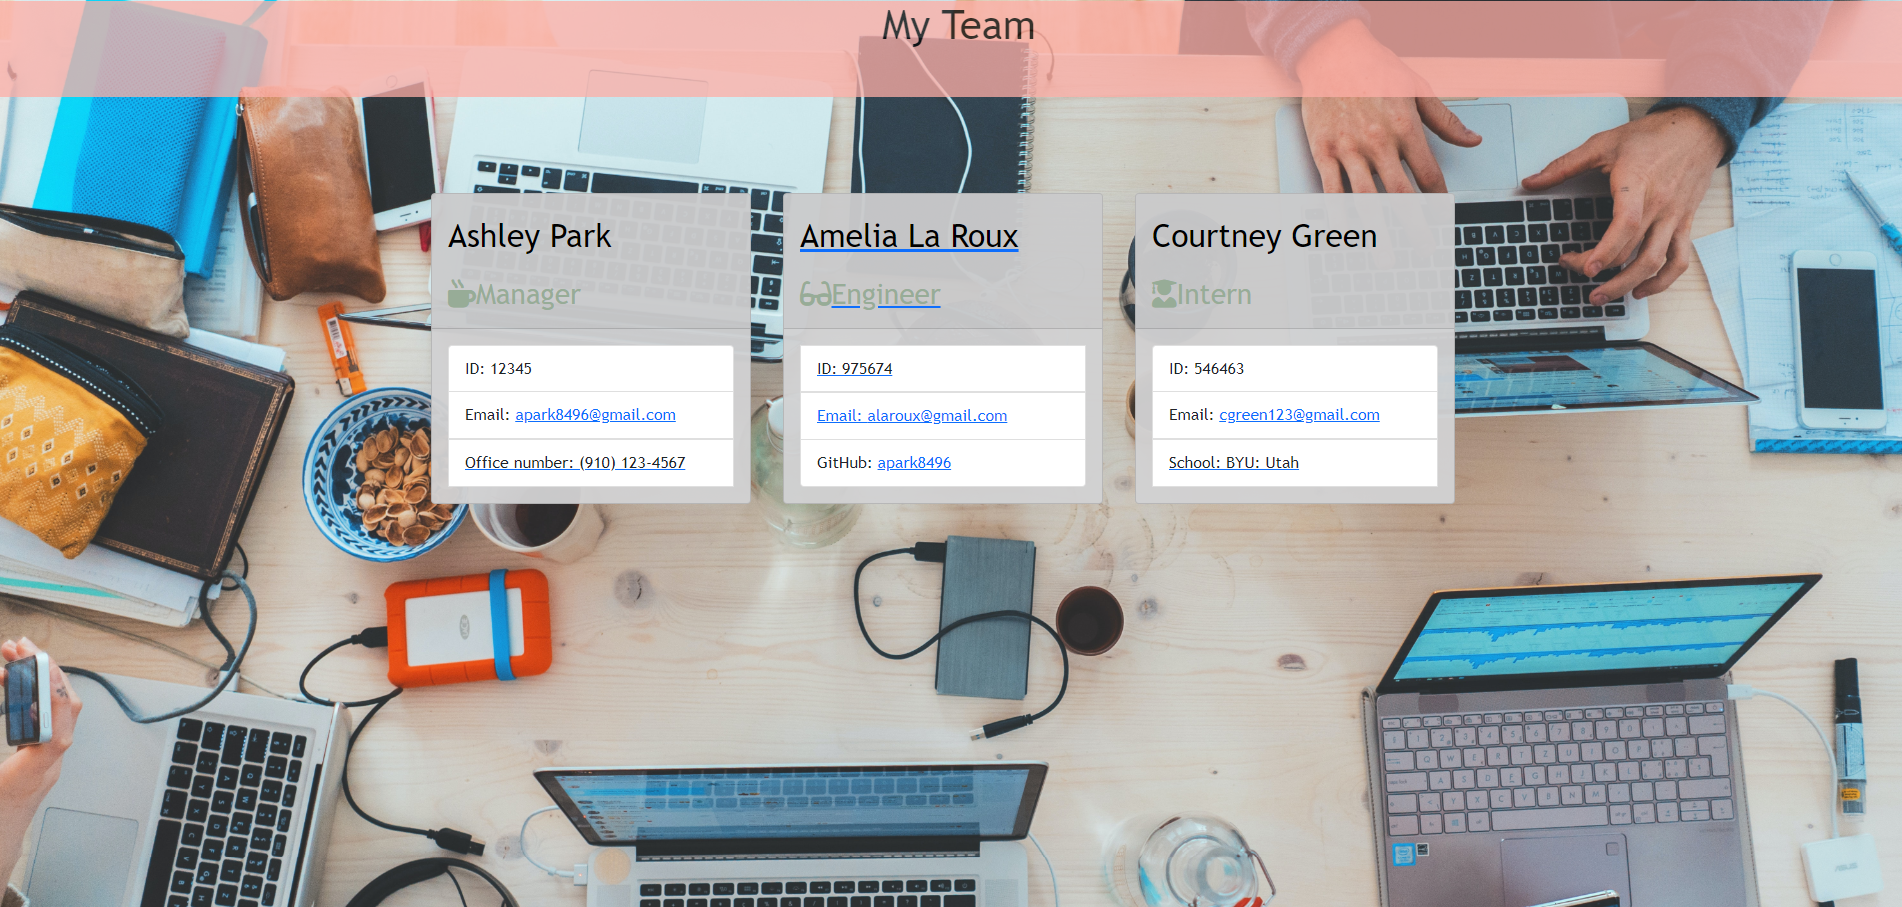 My Team
Ashley Park
Manager
ID: 12345
Email: apark8496@gmail.com
Office number: (910) 123-4567
Amelia La Roux
Engineer
ID: 975674
Email: alaroux@gmail.com
GitHub: apark8496
Courtney Green
Intern
ID: 546463
Email: cgreen123@gmail.com
School: BYU: Utah
ASUS